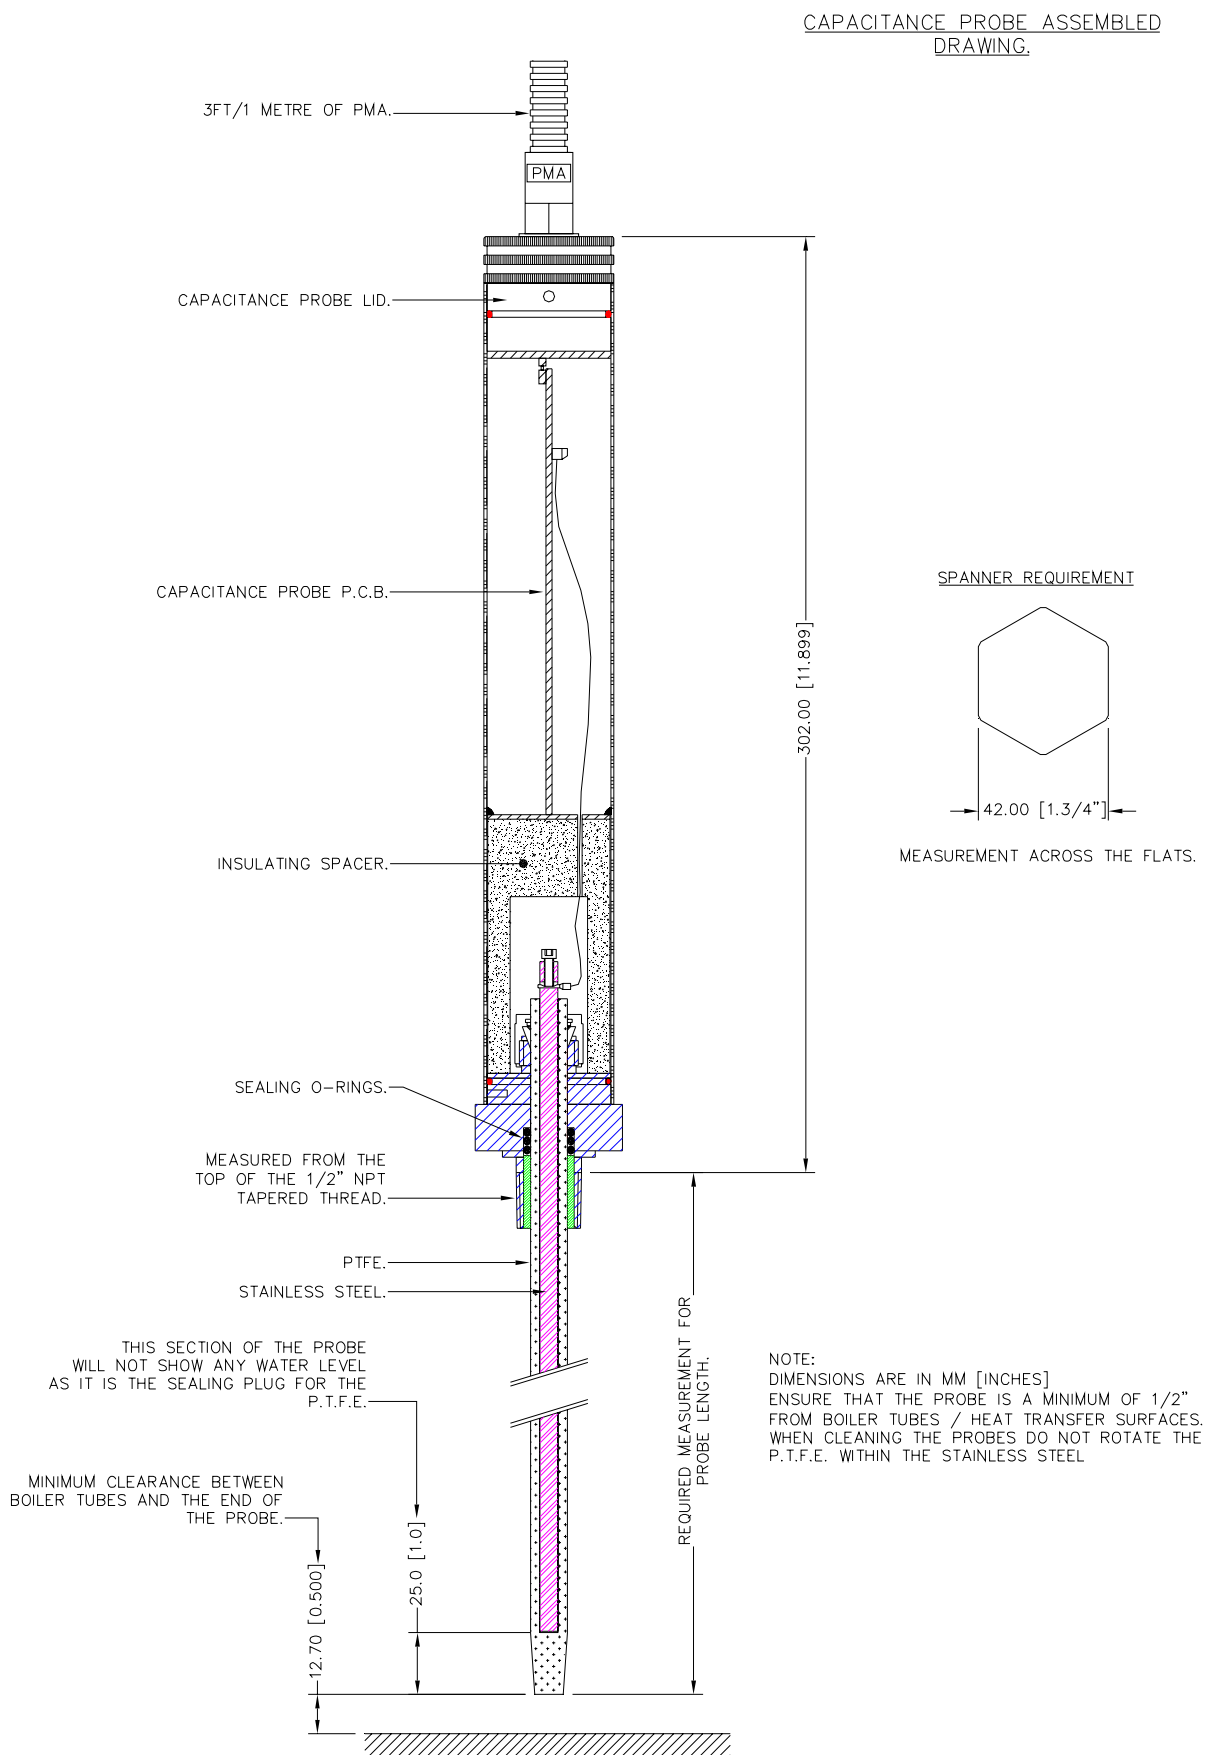 CAPACITANCE PROBE ASSEMBLED
DRAWING.
3FT/1 METRE OF PMA.
PMA
CAPACITANCE PROBE LID.
CAPACITANCE PROBE P.C.B.
302.00 [11.899]
SPANNER REQUIREMENT
42.00 [1.3/4"]
MEASUREMENT ACROSS THE FLATS.
INSULATING SPACER.
SEALING O-RINGS.
MEASURED FROM THE
TOP OF THE 1/2" NPT
TAPERED THREAD.
PTFE.
STAINLESS STEEL.
THIS SECTION OF THE PROBE
WILL NOT SHOW ANY WATER LEVEL
AS IT IS THE SEALING PLUG FOR THE
P.T.F.E.
REQUIRED MEASUREMENT FOR
PROBE LENGTH.
NOTE:
DIMENSIONS ARE IN MM [INCHES]
ENSURE THAT THE PROBE IS A MINIMUM OF 1/2"
FROM BOILER TUBES / HEAT TRANSFER SURFACES.
WHEN CLEANING THE PROBES DO NOT ROTATE THE
P.T.F.E. WITHIN THE STAINLESS STEEL
MINIMUM CLEARANCE BETWEEN
BOILER TUBES AND THE END OF
THE PROBE.
25.0 [1.0]
12.70 [0.500]